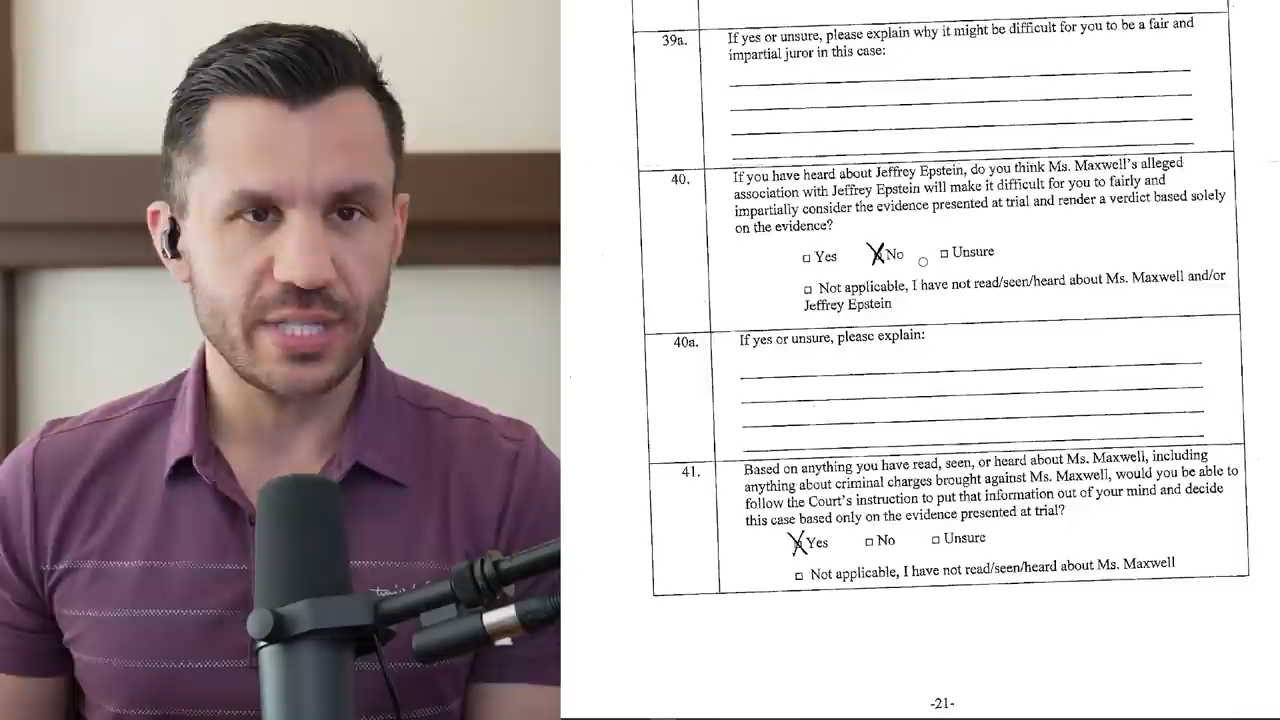 39a.
If yes or unsure, please explain why it might be difficult for you to be a fair and
impartial juror in this case:
40.
If you have heard about Jeffrey Epstein, do you think Ms. Maxwell's alleged
association with Jeffrey Epstein will make it difficult for you to fairly and
impartially consider the evidence presented at trial and render a verdict based solely
on the evidence?
Yes No Unsure
Not applicable, I have not read/seen/heard about Ms. Maxwell and/or
Jeffrey Epstein
40a.
If yes or unsure, please explain:
41.
Based on anything you have read, seen, or heard about Ms. Maxwell, including
anything about criminal charges brought against Ms. Maxwell, would you be able to
follow the Court's instruction to put that information out of your mind and decide
this case based only on the evidence presented at trial?
Yes No Unsure
Not applicable, I have not read/seen/heard about Ms. Maxwell
-21-